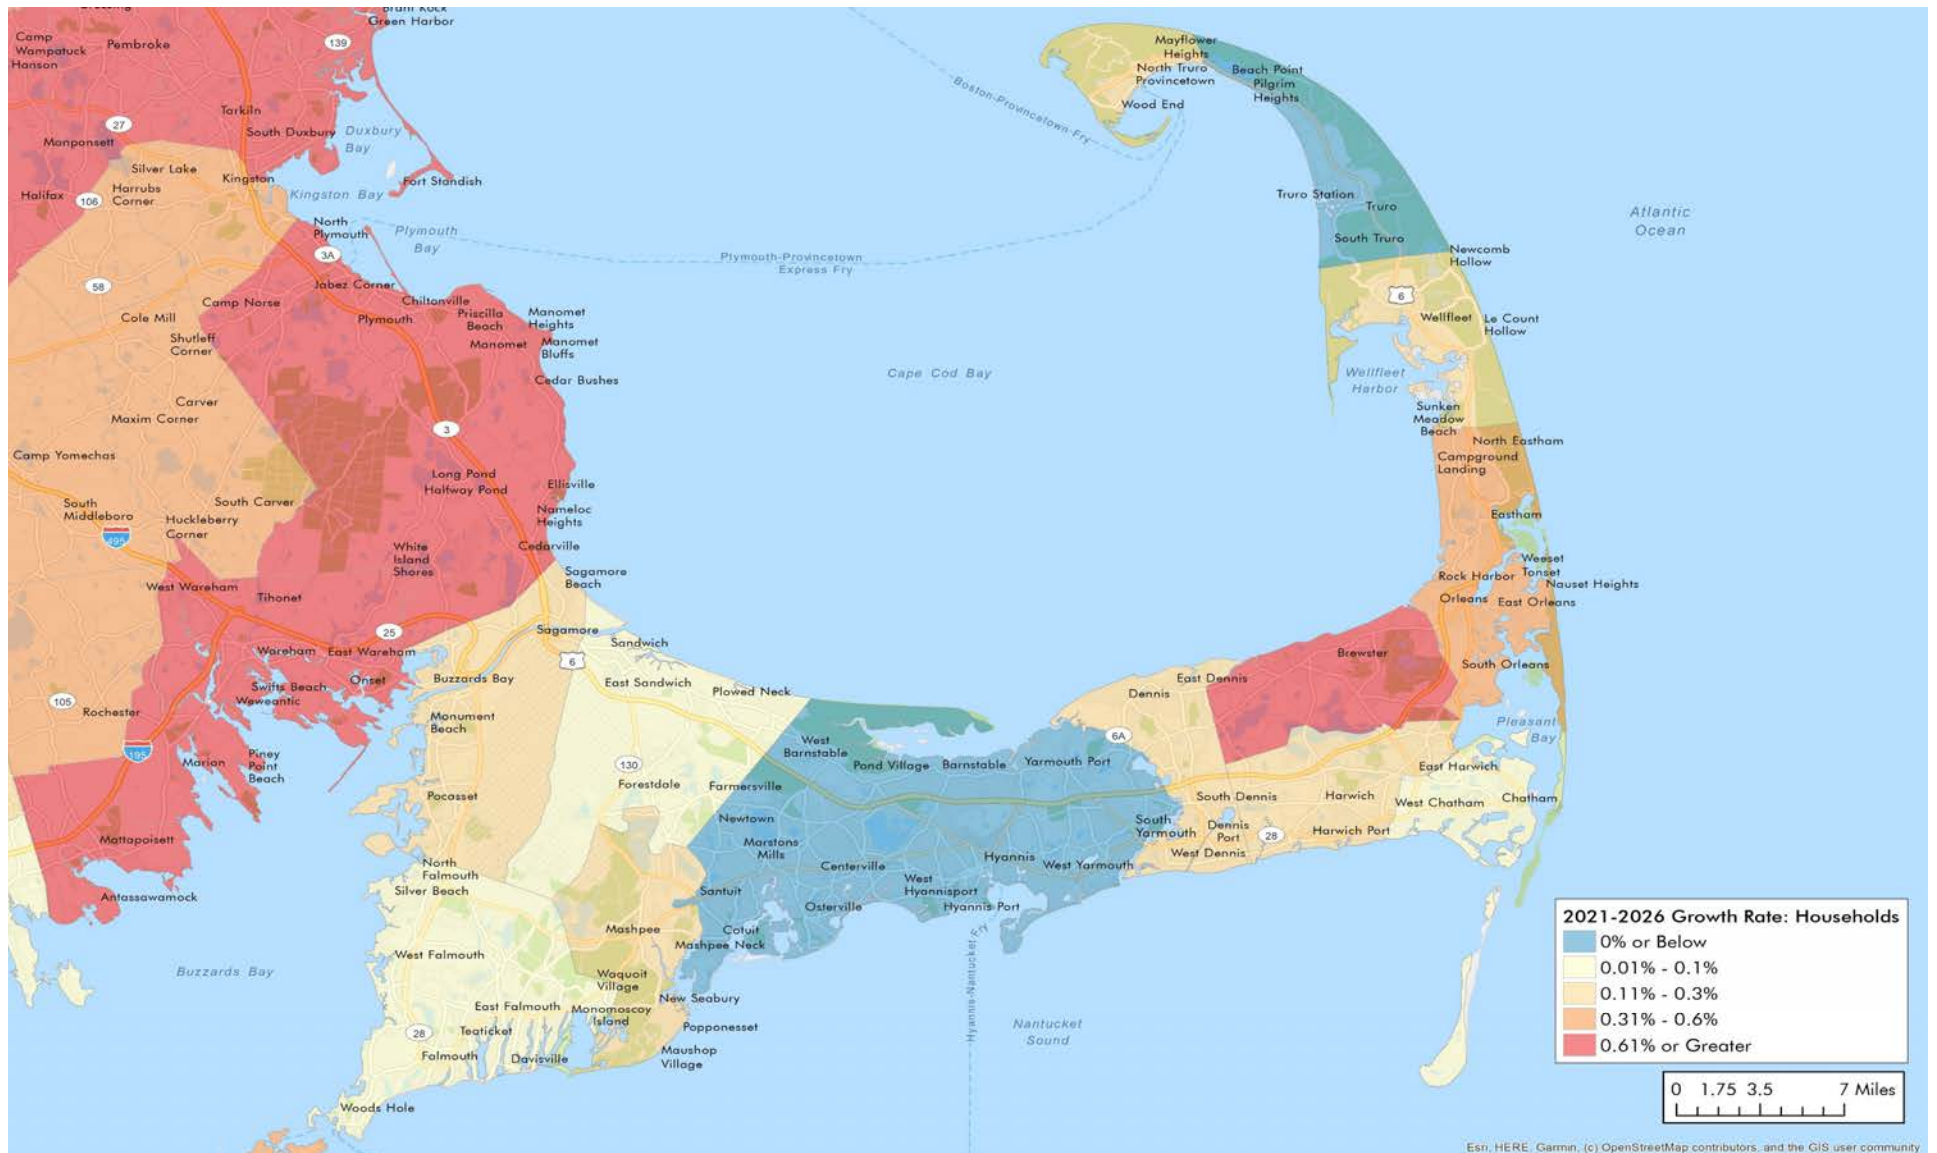 Green Harbor
Camp
Wampatuck
Hanson
Pembroke
139
Tarkiln
27
South Duxbury
Duxbury
Bay
Monponsett
Silver Lake
Kingston
Halifax
106
Harrubs
Corner
Kingston Bay
Fort Standish
North
Plymouth
Plymouth
Bay
3A
58
Jabez Corner
Camp Norse
Chiltonville
Cole Mill
Plymouth
Priscilla
Beach
Manomet
Heights
Shutleff
Corner
Manomet
Manomet
Bluffs
Cedar Bushes
Carver
Maxim Corner
3
Camp Yomechas
Long Pond
Halfway Pond
Ellisville
South
Middleboro
South Carver
Huckleberry
Corner
Nameloc
Heights
495
White
Island
Shores
Cedarville
West Wareham
Tihonet
Sagamore
Beach
25
Wareham
East Wareham
Sagamore
6
Swifts Beach
Weweantic
Onset
Buzzards Bay
105
Rochester
Monument
Beach
195
Marion
Piney
Point
Beach
Pocasset
Mattapoisett
Antassawamock
North
Falmouth
Silver Beach
Buzzards Bay
West Falmouth
28
East Falmouth
Teaticket
Falmouth
Davisville
Woods Hole
Sandwich
East Sandwich
Plowed Neck
130
Forestdale
Farmersville
West
Barnstable
Pond Village
Barnstable
Yarmouth Port
Newtown
Marstons
Mills
Centerville
Hyannis
West Yarmouth
South
Yarmouth
Santuit
West
Hyannisport
Osterville
Hyannis Port
Mashpee
Cotuit
Mashpee Neck
Waquoit
Village
New Seabury
Monomoscoy
Island
Popponesset
Maushop
Village
Hyannis-Nantucket Fry
Nantucket
Sound
Boston-Provincetown Fry
Plymouth-Provincetown
Express Fry
Cape Cod Bay
Mayflower
Heights
North Truro
Provincetown
Wood End
Beach Point
Pilgrim
Heights
Truro Station
Truro
South Truro
Atlantic
Ocean
Newcomb
Hollow
6
Wellfleet
Le Count
Hollow
Wellfleet
Harbor
Sunken
Meadow
Beach
North Eastham
Campground
Landing
Eastham
Weeset
Tonset
Rock Harbor
Nauset Heights
Orleans
East Orleans
Brewster
South Orleans
East Dennis
Dennis
6A
Pleasant
Bay
East Harwich
South Dennis
Harwich
West Chatham
Chatham
Dennis
Port
28
Harwich Port
West Dennis
2021-2026 Growth Rate: Households
0% or Below
0.01% - 0.1%
0.11% - 0.3%
0.31% - 0.6%
0.61% or Greater
0 1.75 3.5 7 Miles
Esri, HERE, Garmin, (c) OpenStreetMap contributors, and the GIS user community